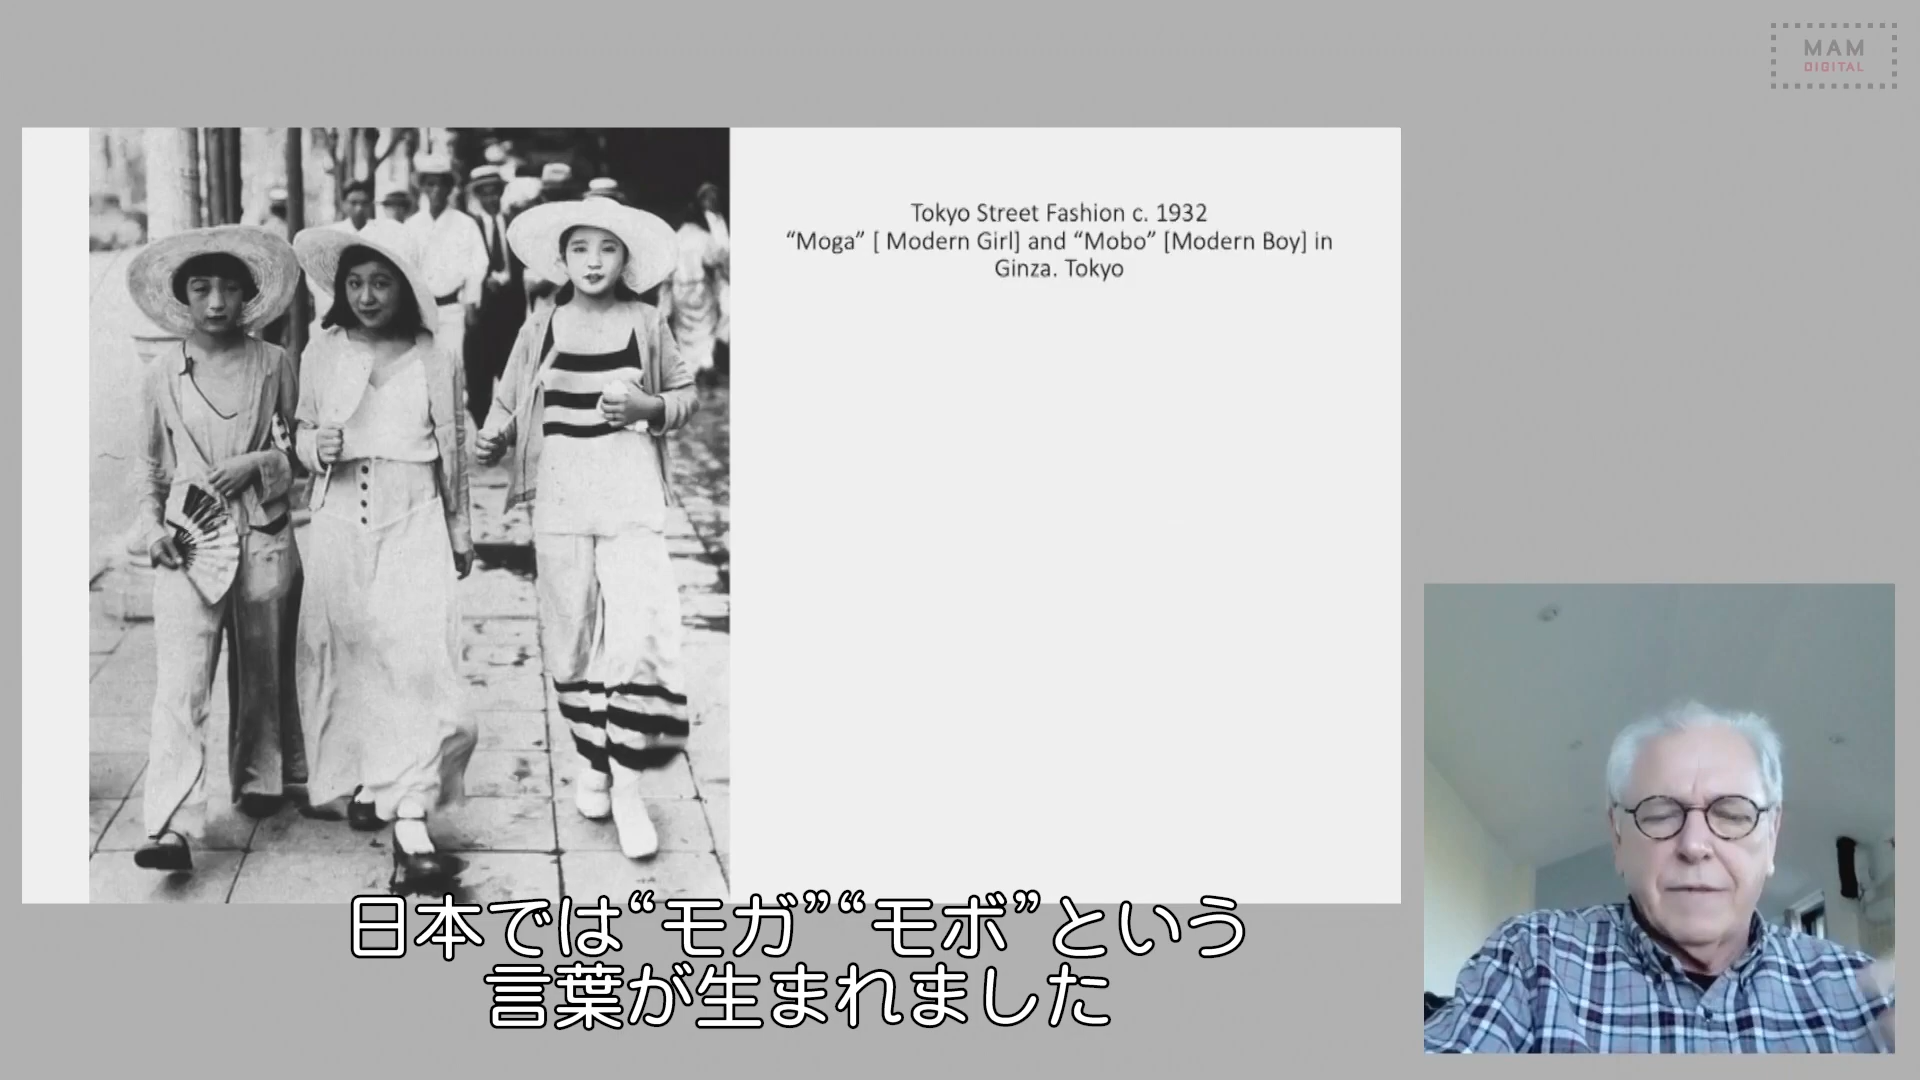 MAM
DIGITAL
Tokyo Street Fashion c. 1932
“Moga” [ Modern Girl] and “Mobo” [Modern Boy] in
Ginza. Tokyo
日本では“モガ”“モボ”という
言葉が生まれました